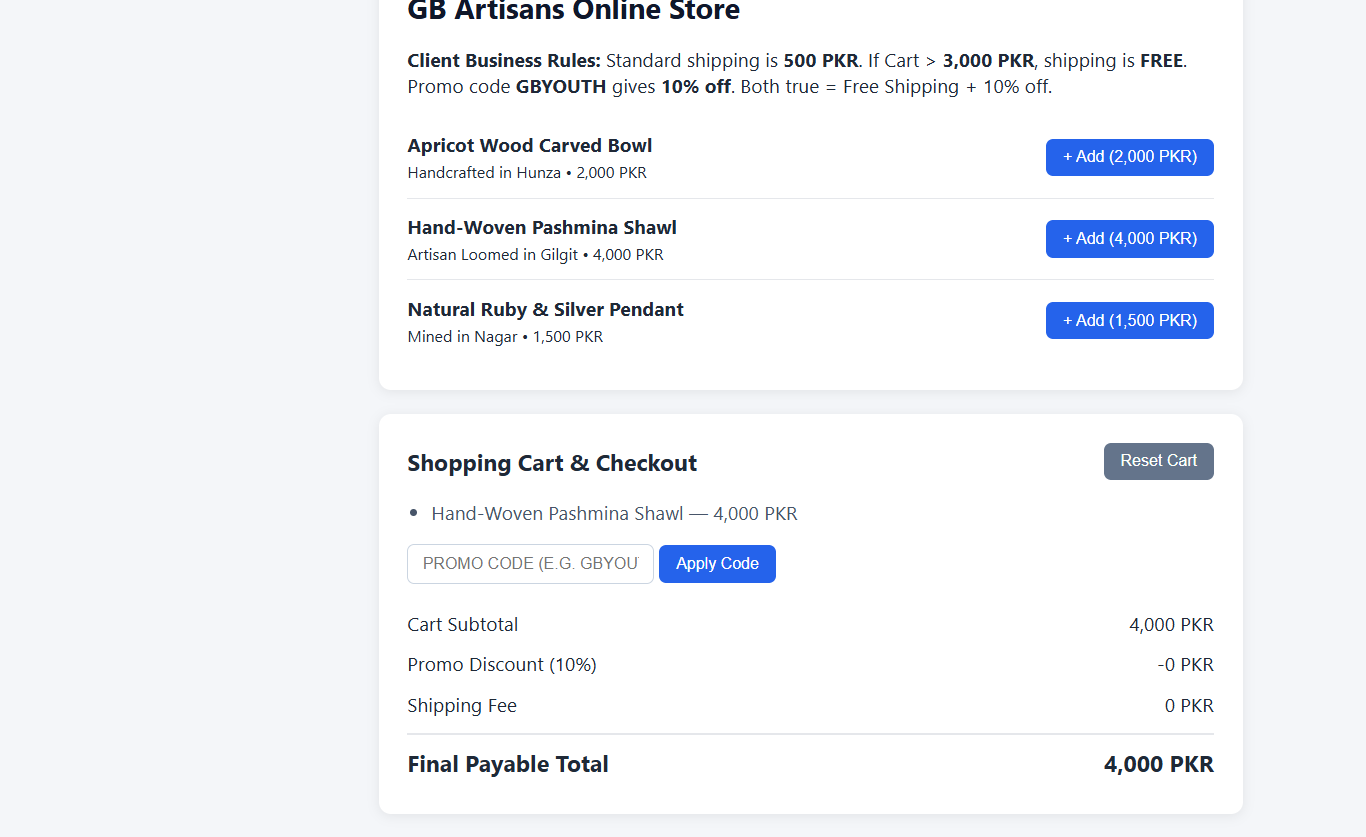 GB Artisans Online Store
Client Business Rules: Standard shipping is 500 PKR. If Cart > 3,000 PKR, shipping is FREE.
Promo code GBYOUTH gives 10% off. Both true = Free Shipping + 10% off.
Apricot Wood Carved Bowl
Handcrafted in Hunza • 2,000 PKR
+ Add (2,000 PKR)
Hand-Woven Pashmina Shawl
Artisan Loomed in Gilgit • 4,000 PKR
+ Add (4,000 PKR)
Natural Ruby & Silver Pendant
Mined in Nagar • 1,500 PKR
+ Add (1,500 PKR)
Shopping Cart & Checkout
Reset Cart
• Hand-Woven Pashmina Shawl — 4,000 PKR
PROMO CODE (E.G. GBYOU
Apply Code
Cart Subtotal 4,000 PKR
Promo Discount (10%) -0 PKR
Shipping Fee 0 PKR
Final Payable Total 4,000 PKR